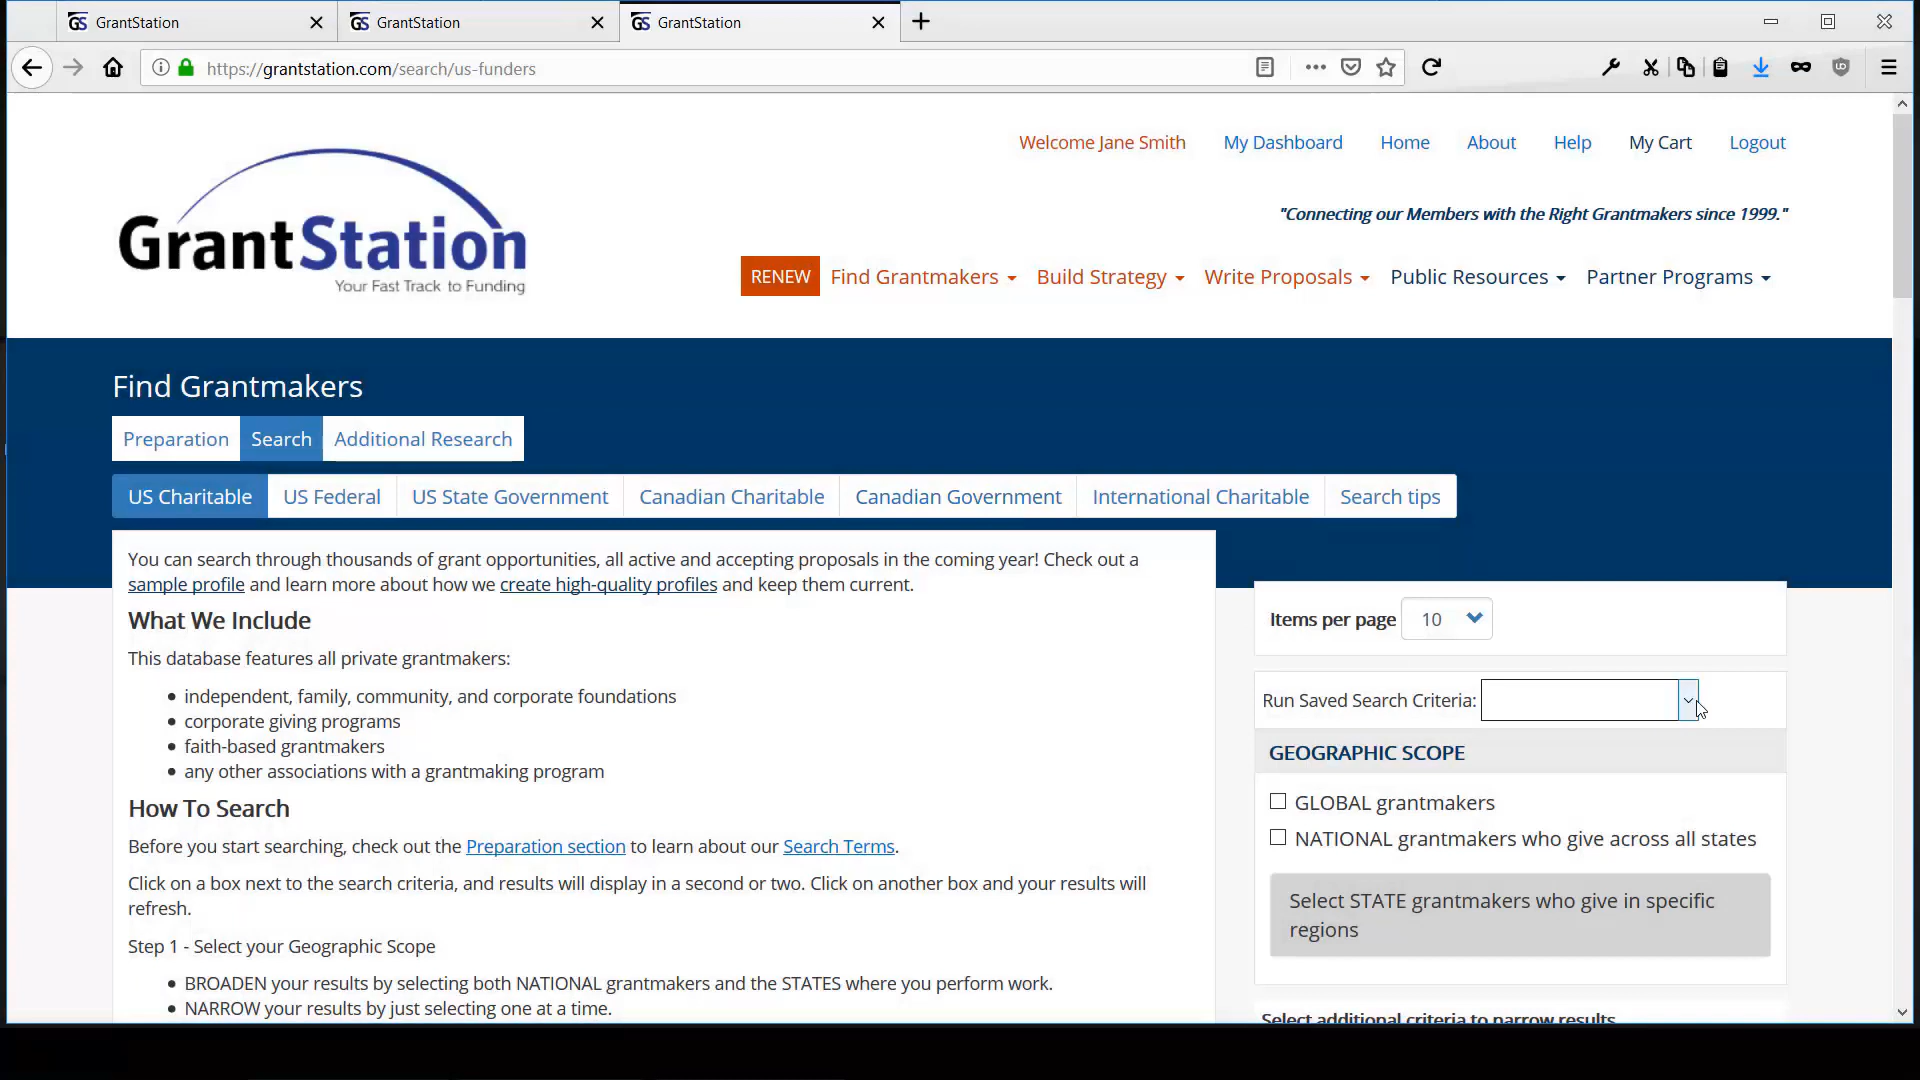 GrantStation
GrantStation
GrantStation
https://grantstation.com/search/us-funders
Welcome Jane Smith
My Dashboard
Home
About
Help
My Cart
Logout
GrantStation
Your Fast Track to Funding
"Connecting our Members with the Right Grantmakers since 1999."
RENEW
Find Grantmakers
Build Strategy
Write Proposals
Public Resources
Partner Programs
Find Grantmakers
Preparation
Search
Additional Research
US Charitable
US Federal
US State Government
Canadian Charitable
Canadian Government
International Charitable
Search tips
You can search through thousands of grant opportunities, all active and accepting proposals in the coming year! Check out a
sample profile and learn more about how we create high-quality profiles and keep them current.
What We Include
This database features all private grantmakers:
• independent, family, community, and corporate foundations
• corporate giving programs
• faith-based grantmakers
• any other associations with a grantmaking program
How To Search
Before you start searching, check out the Preparation section to learn about our Search Terms.
Click on a box next to the search criteria, and results will display in a second or two. Click on another box and your results will
refresh.
Step 1 - Select your Geographic Scope
• BROADEN your results by selecting both NATIONAL grantmakers and the STATES where you perform work.
• NARROW your results by just selecting one at a time.
Items per page 10
Run Saved Search Criteria:
GEOGRAPHIC SCOPE
GLOBAL grantmakers
NATIONAL grantmakers who give across all states
Select STATE grantmakers who give in specific
regions
Select additional criteria to narrow results